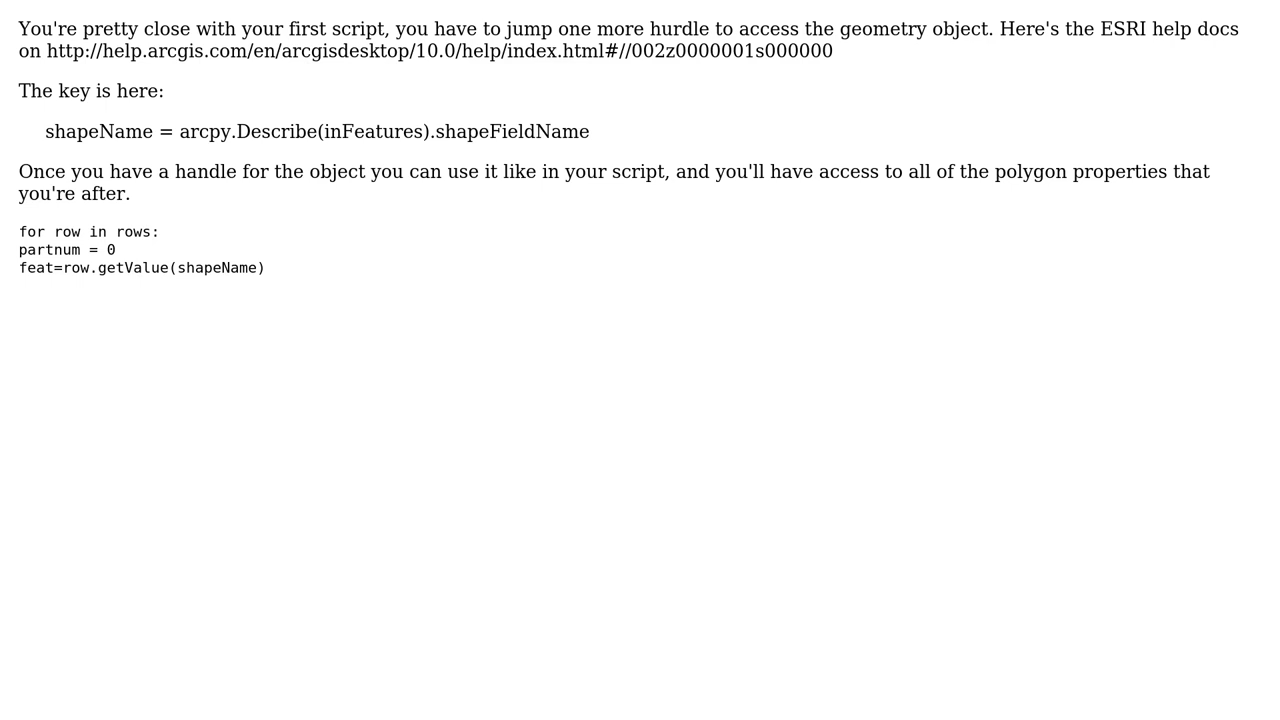 You're pretty close with your first script, you have to jump one more hurdle to access the geometry object. Here's the ESRI help docs
on http://help.arcgis.com/en/arcgisdesktop/10.0/help/index.html#//002z0000001s000000
The key is here:
shapeName = arcpy.Describe(inFeatures).shapeFieldName
Once you have a handle for the object you can use it like in your script, and you'll have access to all of the polygon properties that
you're after.
for row in rows:
partnum = 0
feat=row.getValue(shapeName)